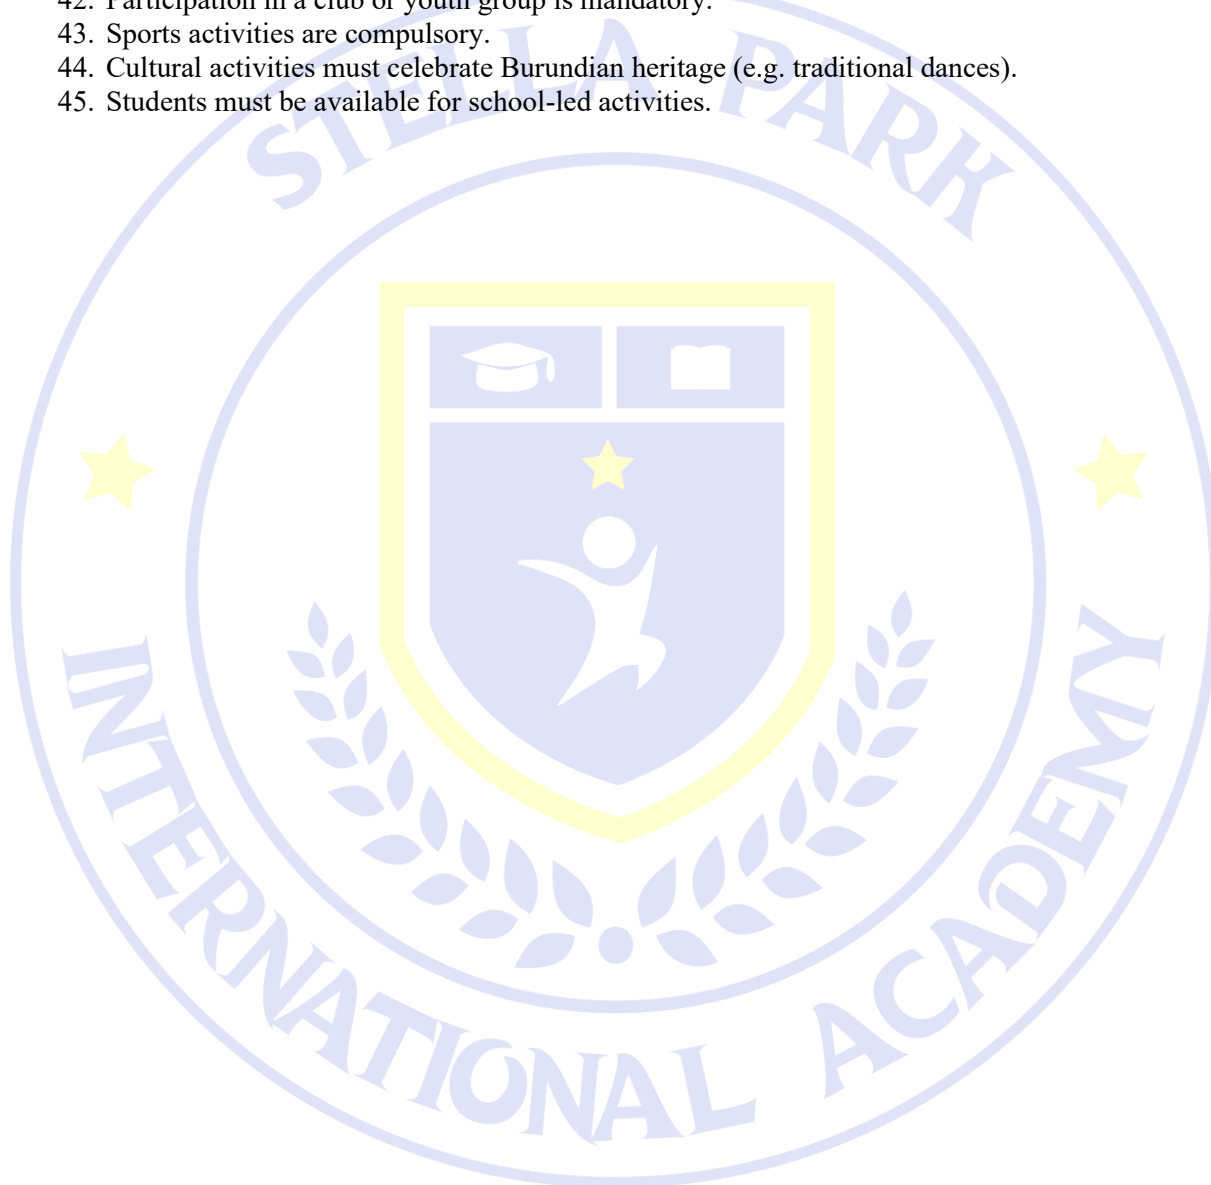 42. Participation in a club or youth group is mandatory.
43. Sports activities are compulsory.
44. Cultural activities must celebrate Burundian heritage (e.g. traditional dances).
45. Students must be available for school-led activities.
STELLA PARK
INTERNATIONAL ACADEMY